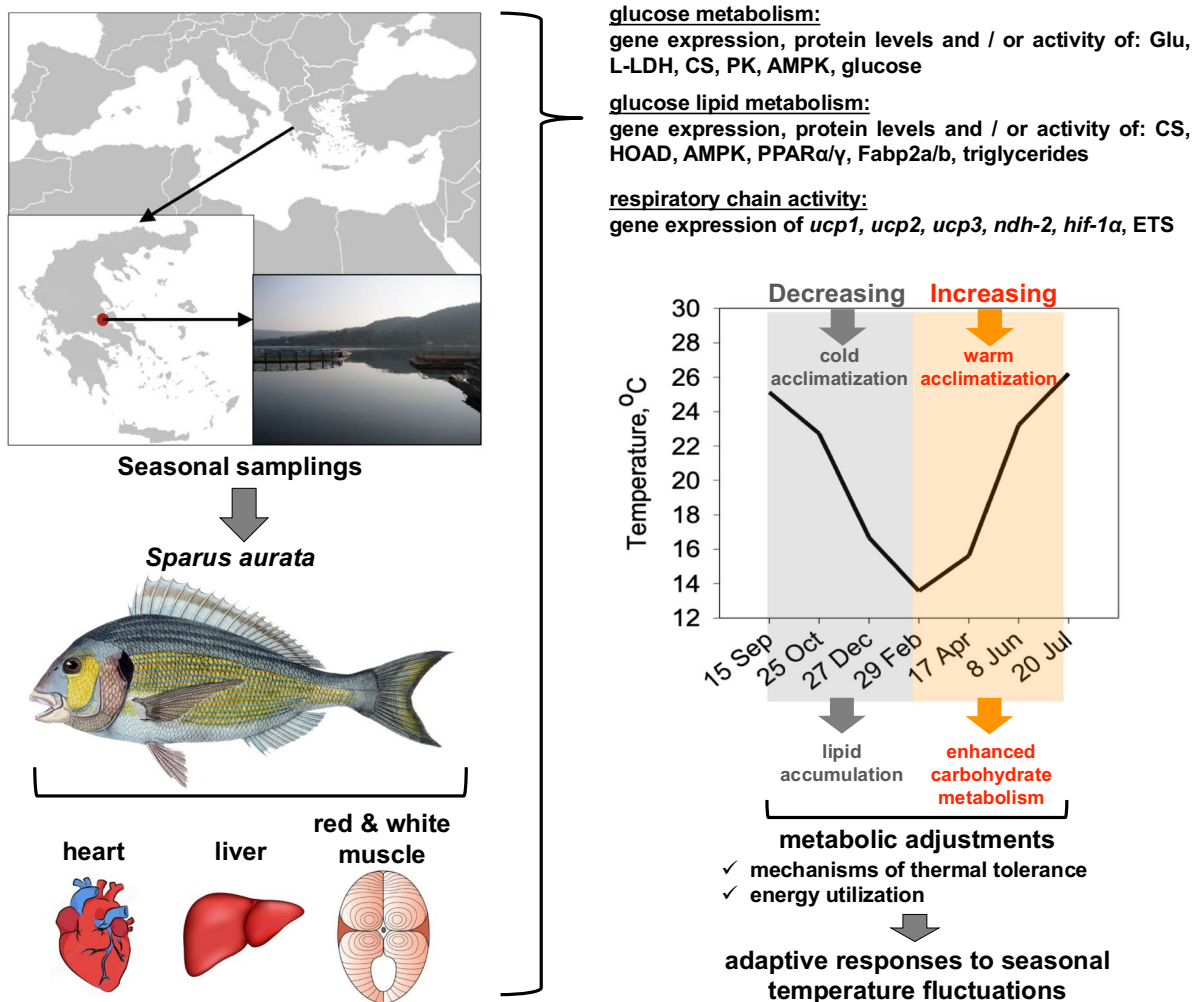 Seasonal samplings
Sparus aurata
heart
liver
red & white
muscle
glucose metabolism:
gene expression, protein levels and / or activity of: Glu,
L-LDH, CS, PK, AMPK, glucose
glucose lipid metabolism:
gene expression, protein levels and / or activity of: CS,
HOAD, AMPK, PPARα/γ, Fabp2a/b, triglycerides
respiratory chain activity:
gene expression of ucp1, ucp2, ucp3, ndh-2, hif-1α, ETS
Decreasing
Increasing
cold
acclimatization
warm
acclimatization
Temperature, ºC
30
28
26
24
22
20
18
16
14
12
15 Sep
25 Oct
27 Dec
29 Feb
17 Apr
8 Jun
20 Jul
lipid
accumulation
enhanced
carbohydrate
metabolism
metabolic adjustments
✓ mechanisms of thermal tolerance
✓ energy utilization
adaptive responses to seasonal
temperature fluctuations